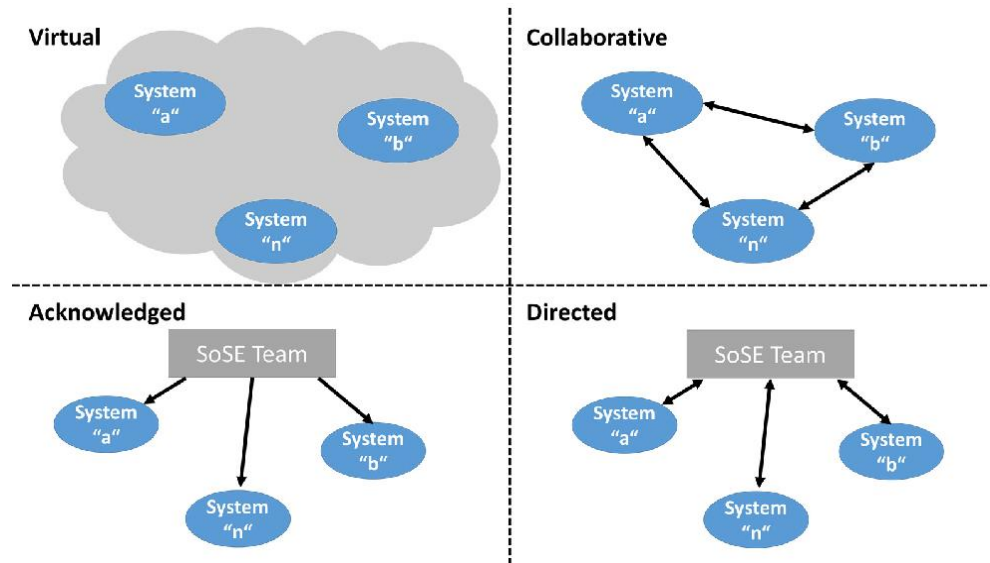 Virtual
System
“a“
System
“b“
System
“n“
Collaborative
System
“a“
System
“b“
System
“n“
Acknowledged
SoSE Team
System
“a“
System
“b“
System
“n“
Directed
SoSE Team
System
“a“
System
“b“
System
“n“